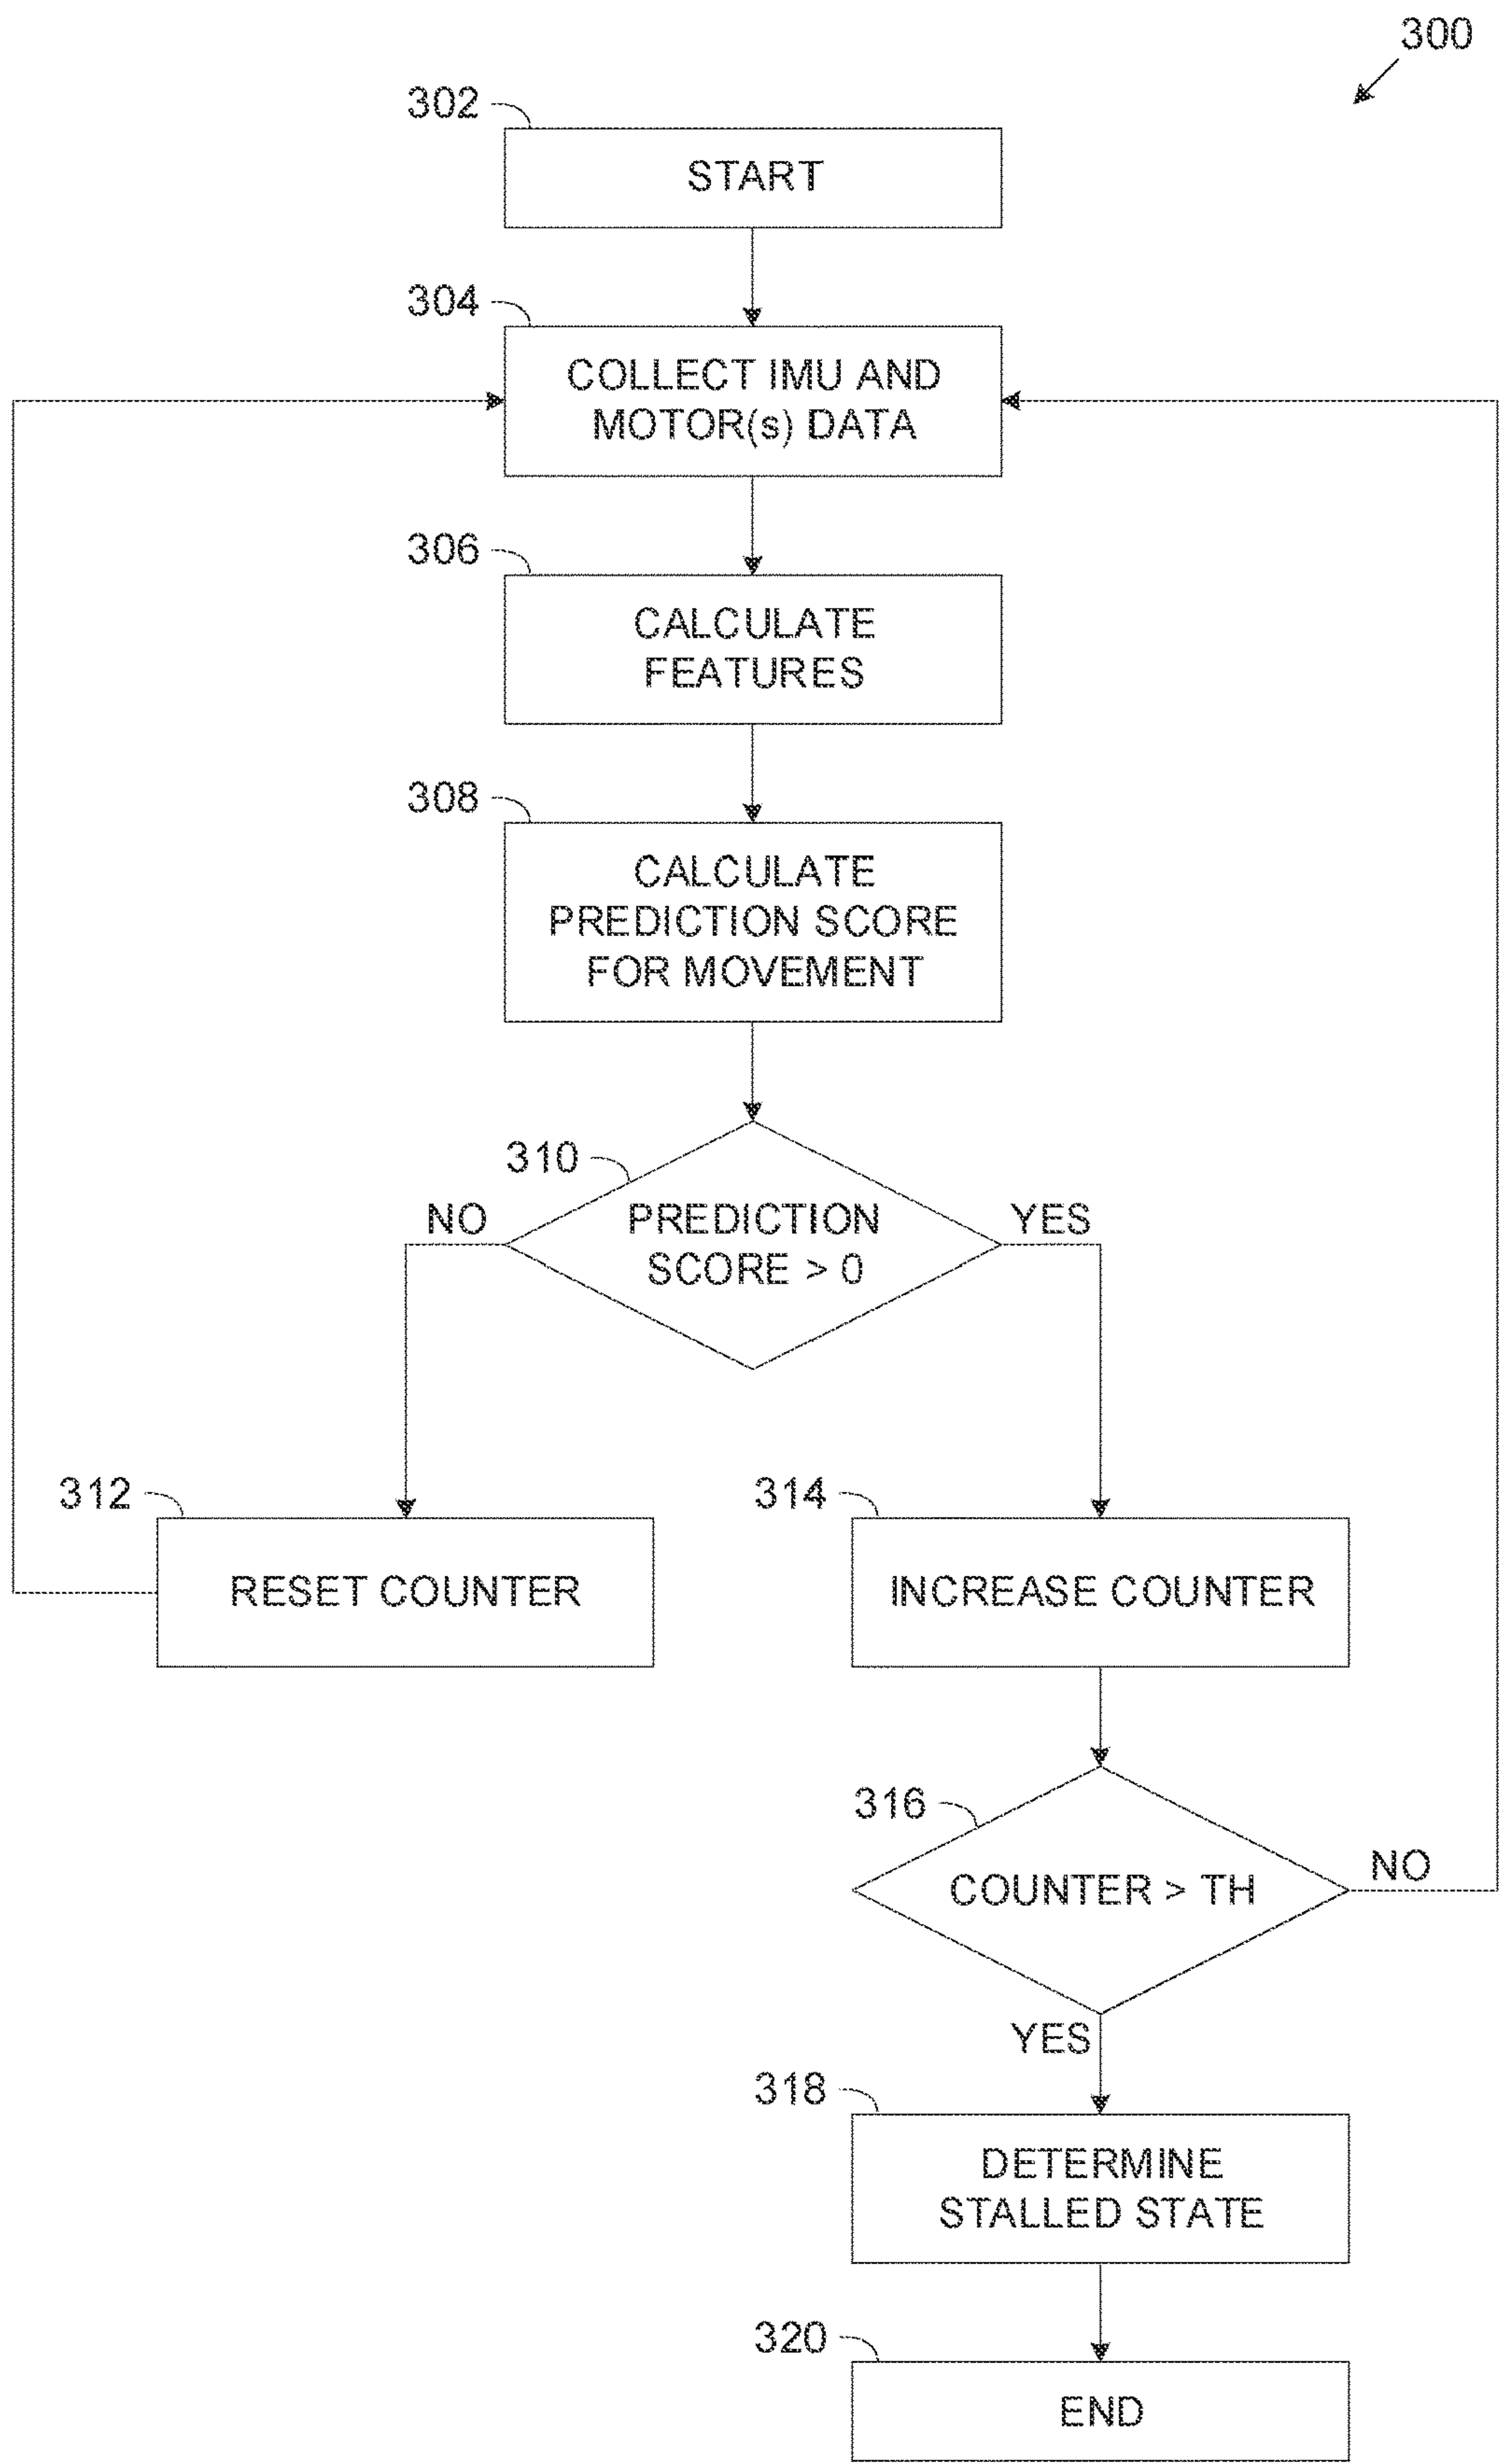 300
302
START
304
COLLECT IMU AND
MOTOR(s) DATA
306
CALCULATE
FEATURES
308
CALCULATE
PREDICTION SCORE
FOR MOVEMENT
310
NO
PREDICTION
SCORE > 0
YES
312
RESET COUNTER
314
INCREASE COUNTER
316
COUNTER > TH
NO
YES
318
DETERMINE
STALLED STATE
320
END